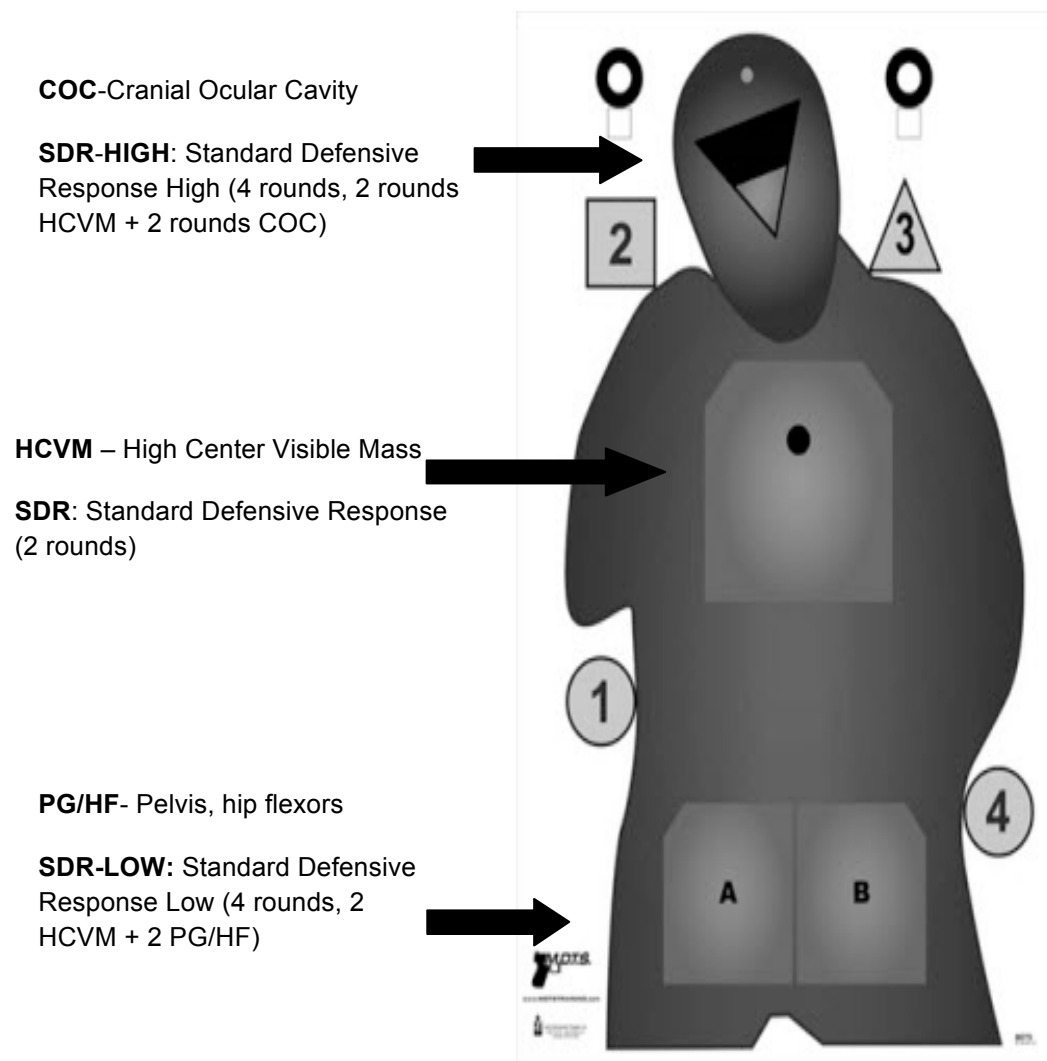 COC-Cranial Ocular Cavity
SDR-HIGH: Standard Defensive
Response High (4 rounds, 2 rounds
HCVM + 2 rounds COC)
2
3
HCVM – High Center Visible Mass
SDR: Standard Defensive Response
(2 rounds)
1
4
PG/HF- Pelvis, hip flexors
SDR-LOW: Standard Defensive
Response Low (4 rounds, 2
HCVM + 2 PG/HF)
A
B
M.D.T.S.